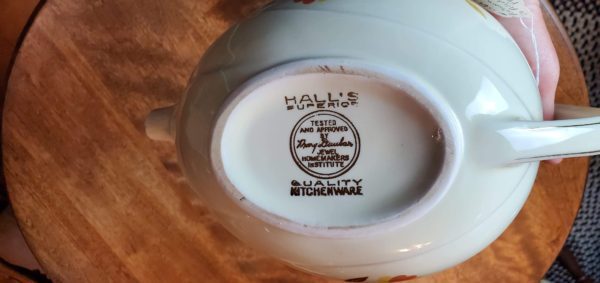 HALL'S
SUPERIOR
TESTED
AND APPROVED
BY
Mary Dunbar
JEWEL
HOMEMAKERS
INSTITUTE
QUALITY
KITCHENWARE